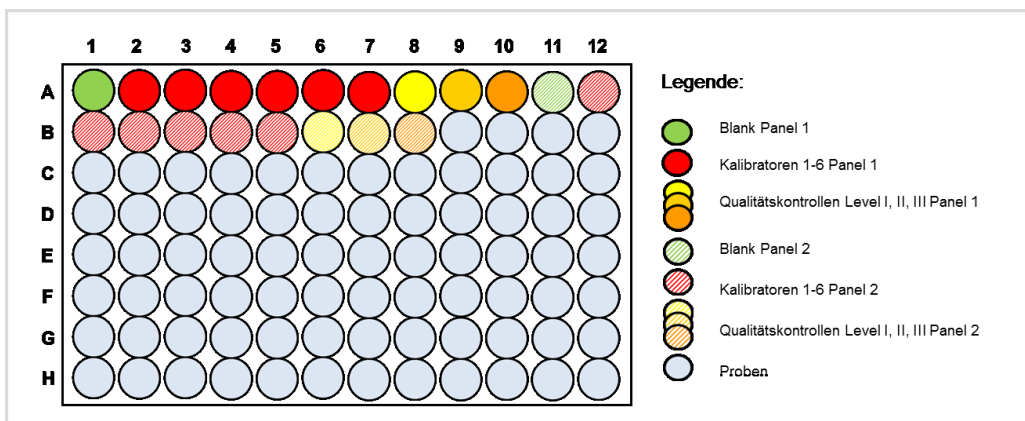 1 2 3 4 5 6 7 8 9 10 11 12
A
B
C
D
E
F
G
H
Legende:
Blank Panel 1
Kalibratoren 1-6 Panel 1
Qualitätskontrollen Level I, II, III Panel 1
Blank Panel 2
Kalibratoren 1-6 Panel 2
Qualitätskontrollen Level I, II, III Panel 2
Proben